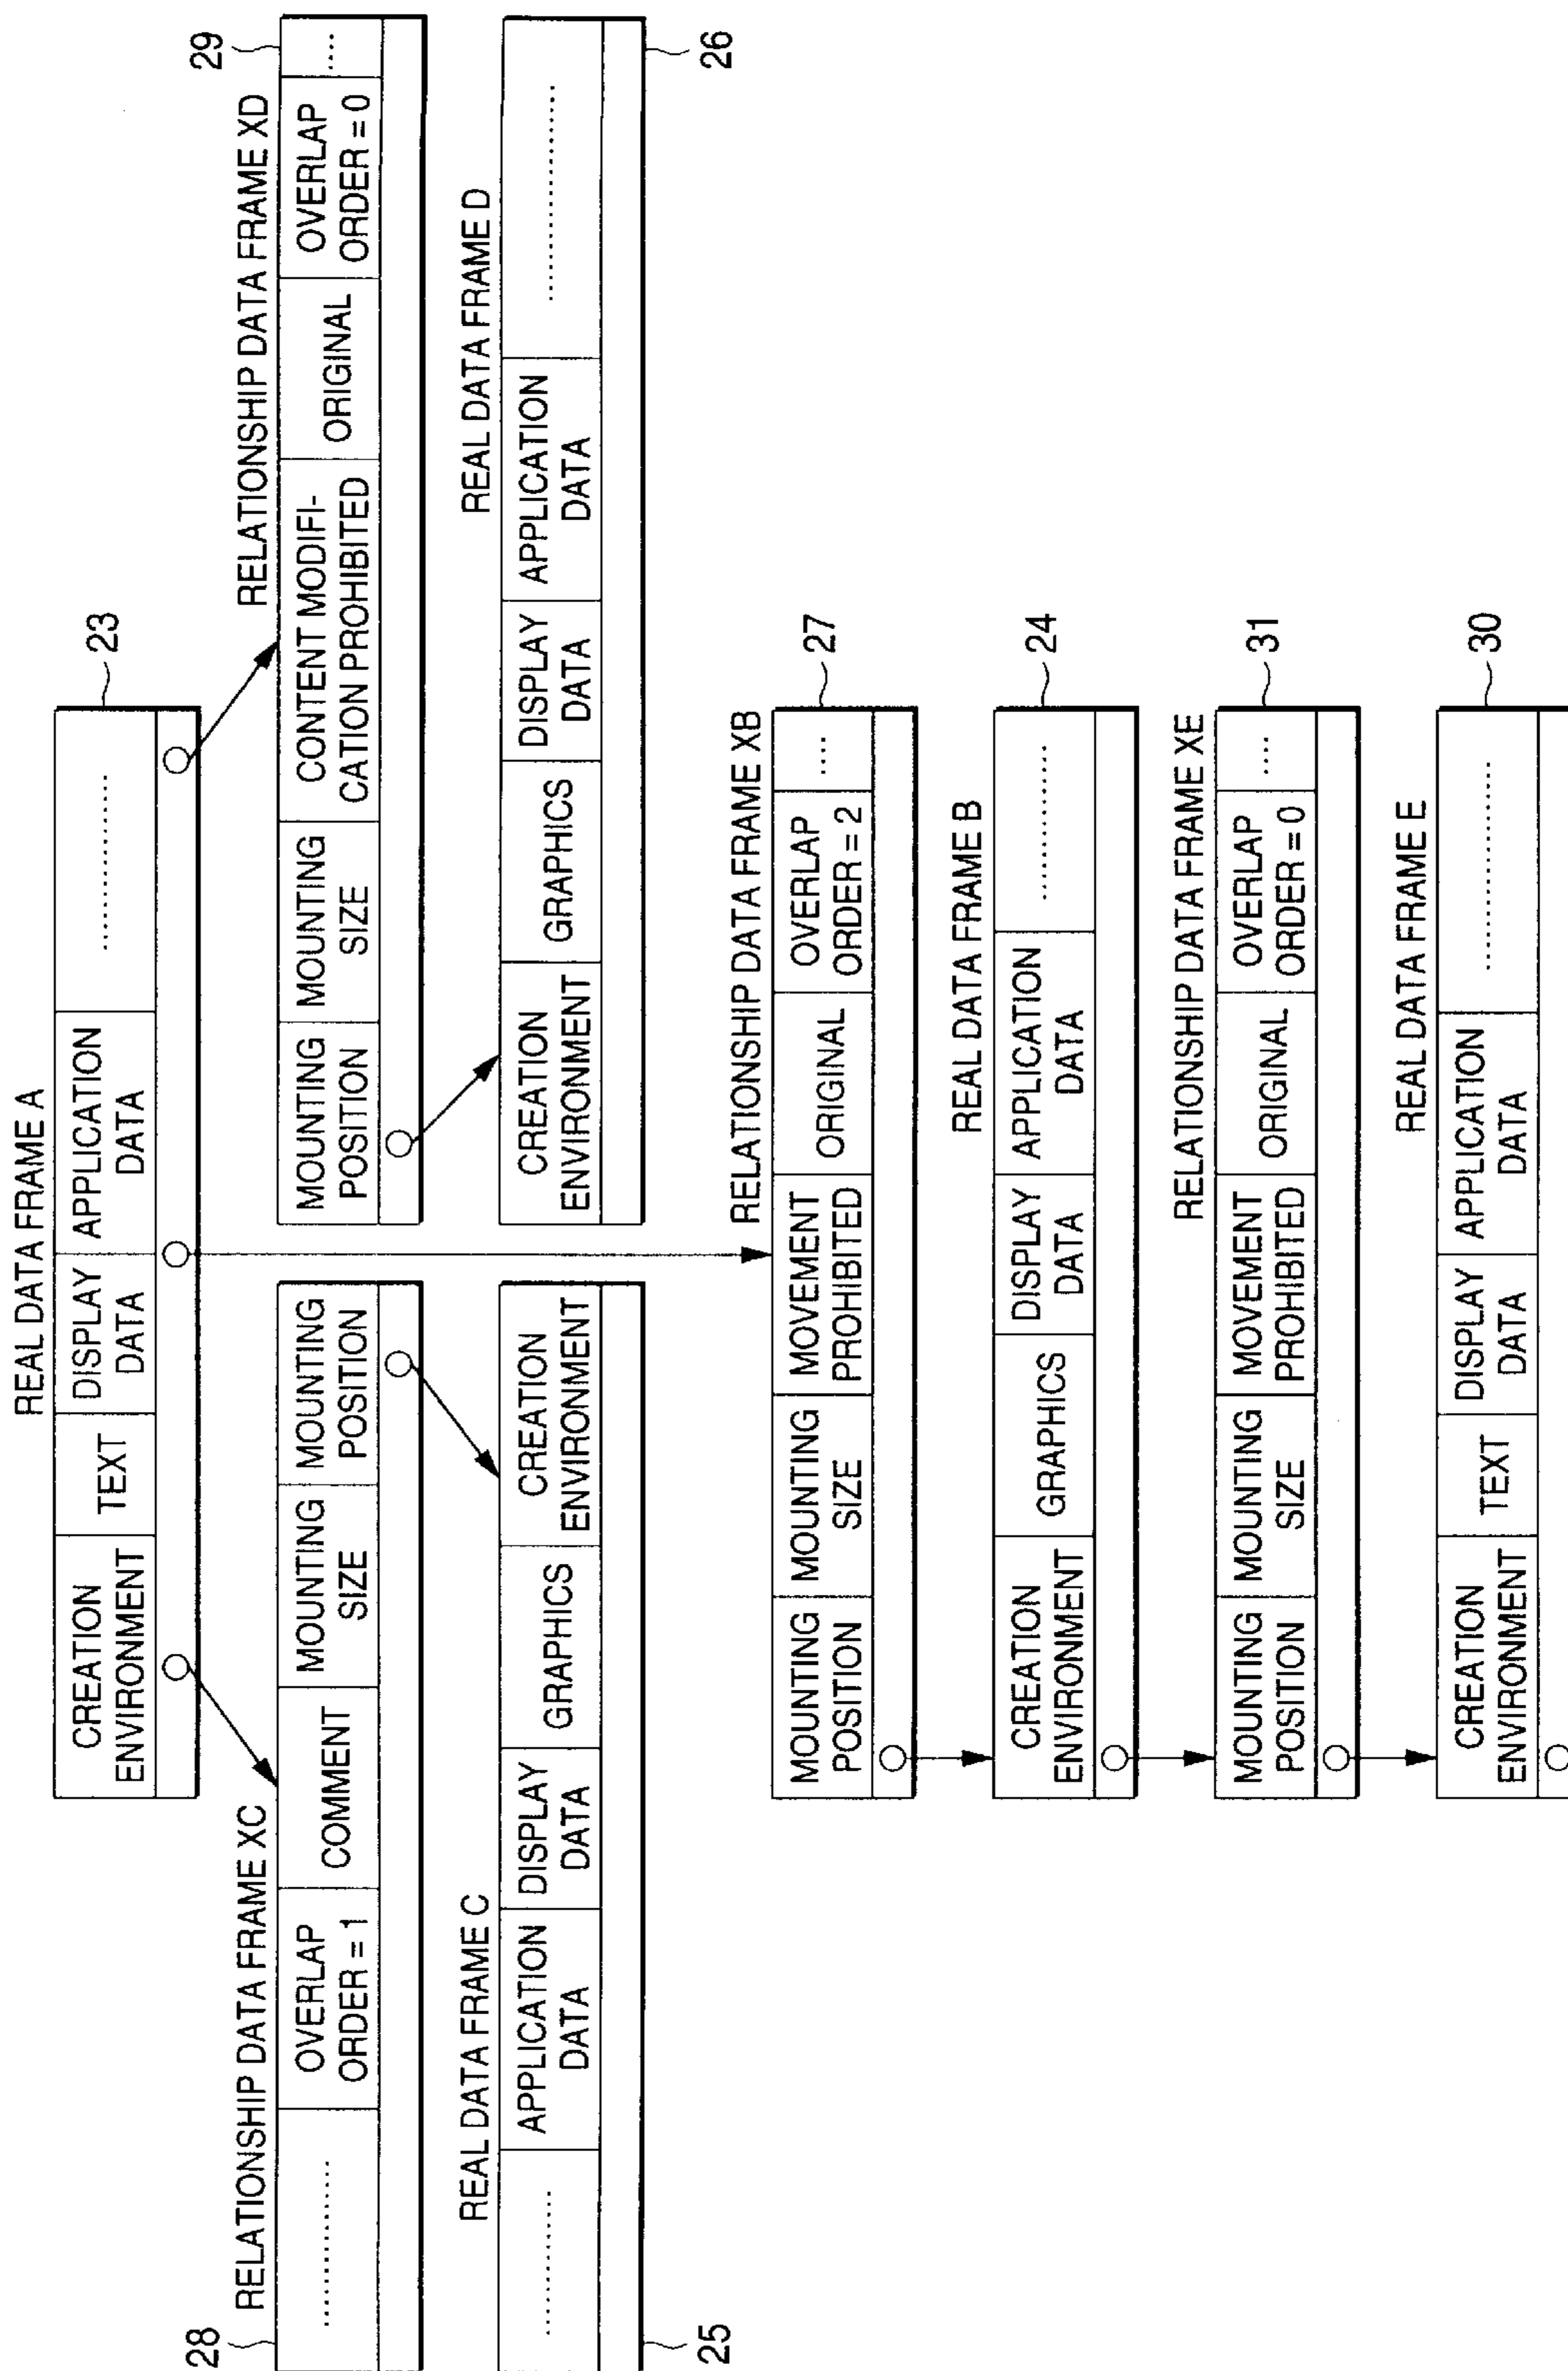 REAL DATA FRAME A
23
CREATION
ENVIRONMENT
TEXT
DISPLAY
DATA
APPLICATION
DATA
..............
RELATIONSHIP DATA FRAME XC
28
..............
OVERLAP
ORDER = 1
COMMENT
MOUNTING
SIZE
MOUNTING
POSITION
RELATIONSHIP DATA FRAME XD
29
MOUNTING
POSITION
MOUNTING
SIZE
CONTENT MODIFI-
CATION PROHIBITED
ORIGINAL
OVERLAP
ORDER = 0
....
REAL DATA FRAME C
25
..............
APPLICATION
DATA
DISPLAY
DATA
GRAPHICS
CREATION
ENVIRONMENT
REAL DATA FRAME D
26
CREATION
ENVIRONMENT
GRAPHICS
DISPLAY
DATA
APPLICATION
DATA
.................
RELATIONSHIP DATA FRAME XB
27
MOUNTING
POSITION
MOUNTING
SIZE
MOVEMENT
PROHIBITED
ORIGINAL
OVERLAP
ORDER = 2
....
REAL DATA FRAME B
24
CREATION
ENVIRONMENT
GRAPHICS
DISPLAY
DATA
APPLICATION
DATA
............
RELATIONSHIP DATA FRAME XE
31
MOUNTING
POSITION
MOUNTING
SIZE
MOVEMENT
PROHIBITED
ORIGINAL
OVERLAP
ORDER = 0
....
REAL DATA FRAME E
30
CREATION
ENVIRONMENT
TEXT
DISPLAY
DATA
APPLICATION
DATA
..............